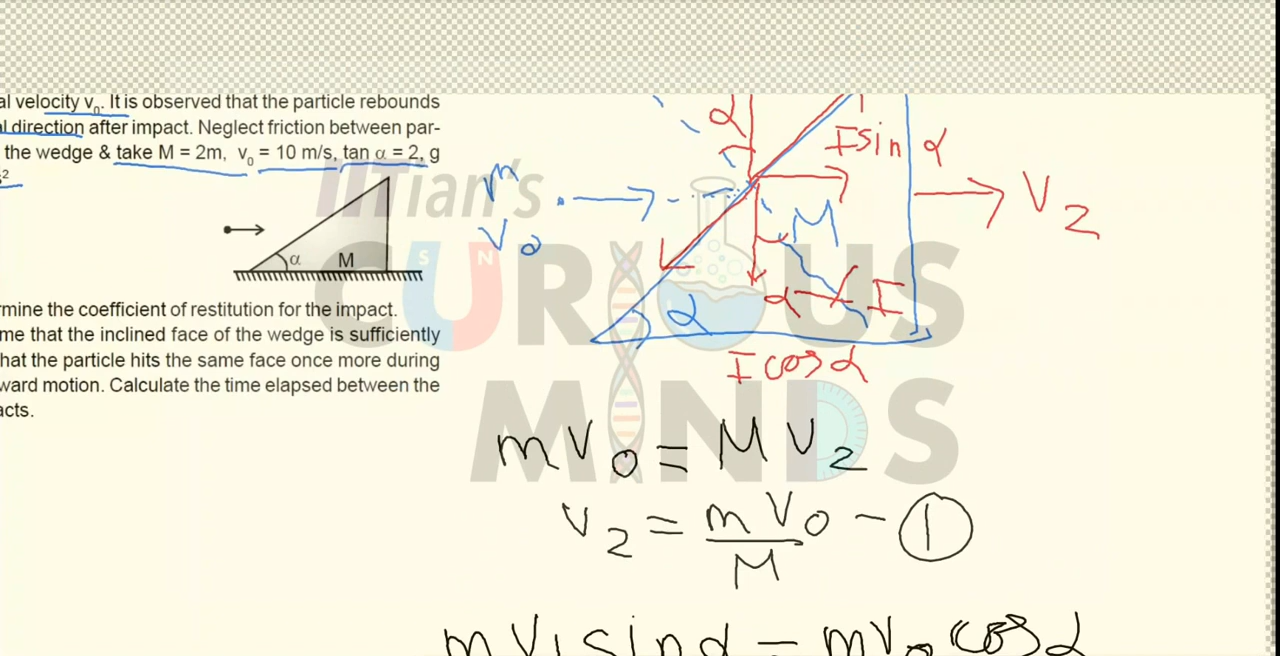 al velocity v₀. It is observed that the particle rebounds
al direction after impact. Neglect friction between par-
the wedge & take M = 2m, v₀ = 10 m/s, tan α = 2, g
s²
α M
rmine the coefficient of restitution for the impact.
me that the inclined face of the wedge is sufficiently
hat the particle hits the same face once more during
ward motion. Calculate the time elapsed between the
acts.
IITian's
CURIOUS
S N
MINDS
m
V₀
α
I sin α
V₂
M
α
α
I
I cos α
mV₀ = MV₂
V₂ = mV₀/M - ①
mV₁ sinα = mV₀ cosα